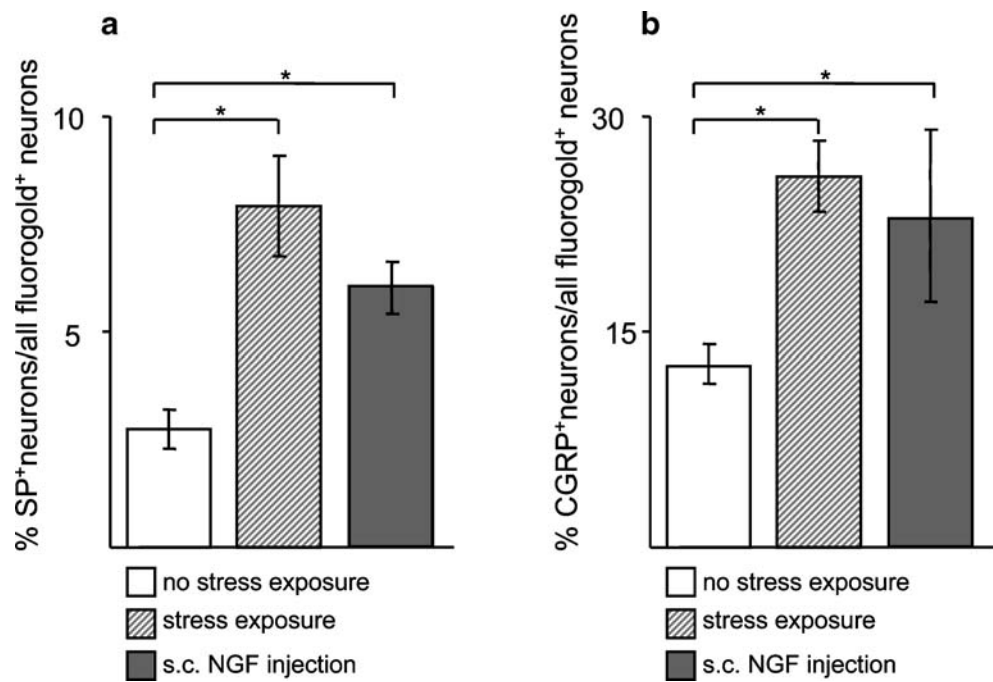 a
% SP⁺neurons/all fluorogold⁺ neurons
10
5
*
*
no stress exposure
stress exposure
s.c. NGF injection
b
% CGRP⁺neurons/all fluorogold⁺ neurons
30
15
*
*
no stress exposure
stress exposure
s.c. NGF injection